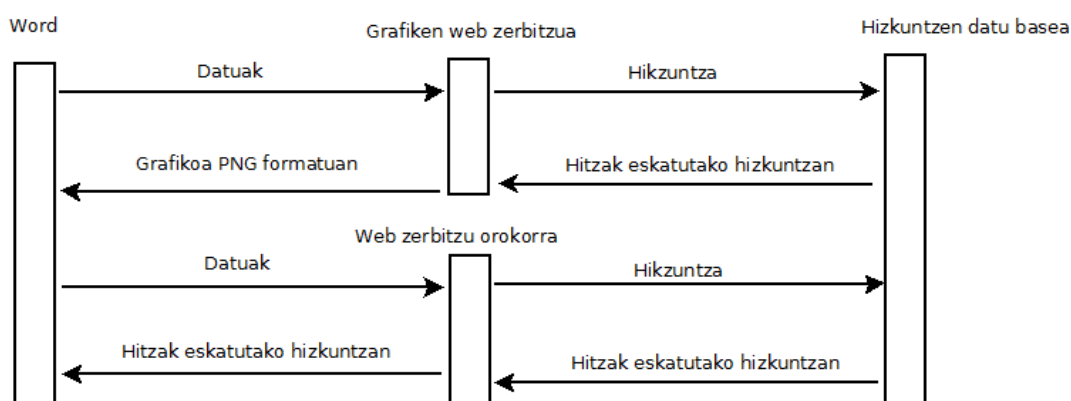 Word
Grafiken web zerbitzua
Hizkuntzen datu basea
Datuak
Hikzuntza
Grafikoa PNG formatuan
Hitzak eskatutako hizkuntzan
Web zerbitzu orokorra
Datuak
Hikzuntza
Hitzak eskatutako hizkuntzan
Hitzak eskatutako hizkuntzan